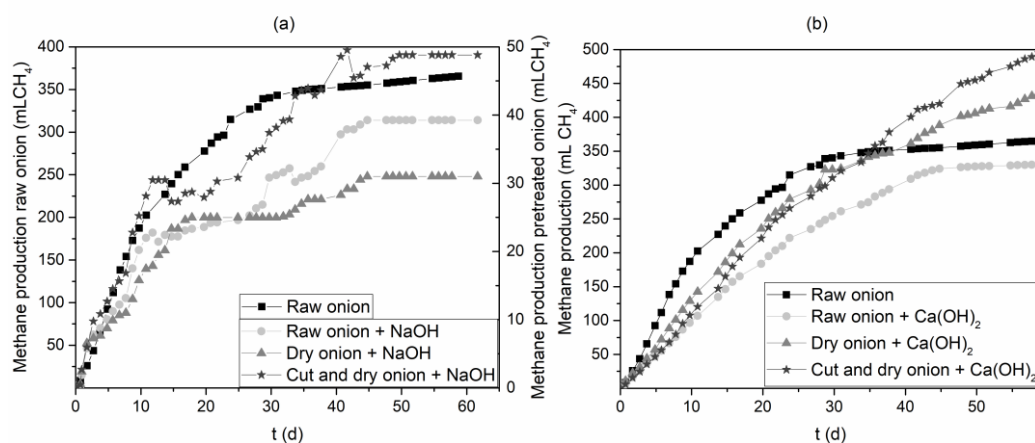 (a)
Methane production raw onion (mLCH4)
400
350
300
250
200
150
100
50
0
10
20
30
40
50
60
t (d)
50
40
30
20
10
0
Methane production pretreated onion (mLCH4)
Raw onion
Raw onion + NaOH
Dry onion + NaOH
Cut and dry onion + NaOH
(b)
Methane production (mL CH4)
500
450
400
350
300
250
200
150
100
50
0
10
20
30
40
50
t (d)
Raw onion
Raw onion + Ca(OH)2
Dry onion + Ca(OH)2
Cut and dry onion + Ca(OH)2